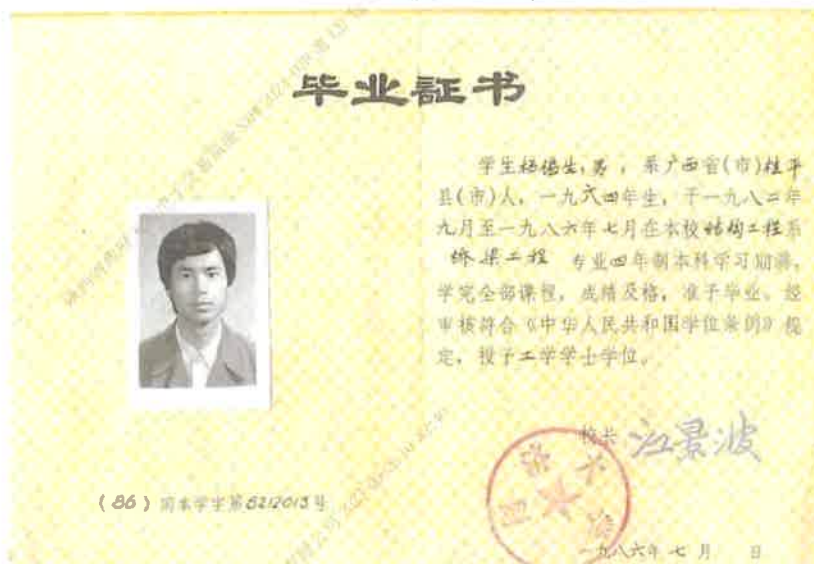 毕业証书
学生杨德生,男,系广西省(市)桂平
县(市)人,一九六四年生,于一九八二年
九月至一九八六年七月在本校结构工程系
桥梁工程 专业四年制本科学习期满,
学完全部课程,成绩及格,准予毕业。经
审核符合《中华人民共和国学位条例》规
定,授予工学学士学位。
校长 江景波
(86)同本学字第8212013号
同济大学
一九八六年七月 日